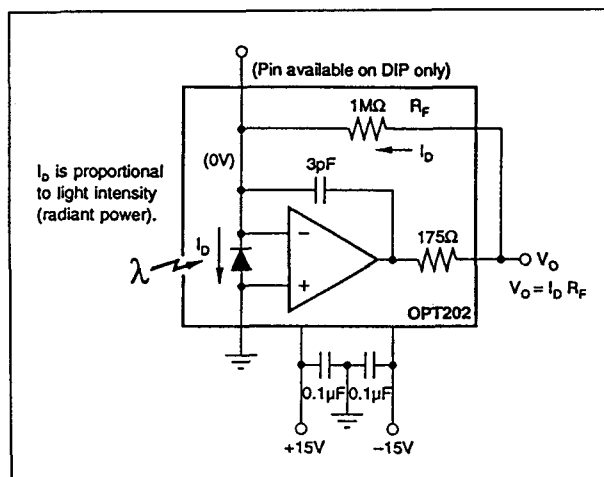 (Pin available on DIP only)
1MΩ R_F
I_D
(0V)
3pF
I_D is proportional
to light intensity
(radiant power).
I_D
λ
−
+
175Ω
V_O
V_O = I_D R_F
OPT202
0.1µF 0.1µF
+15V −15V